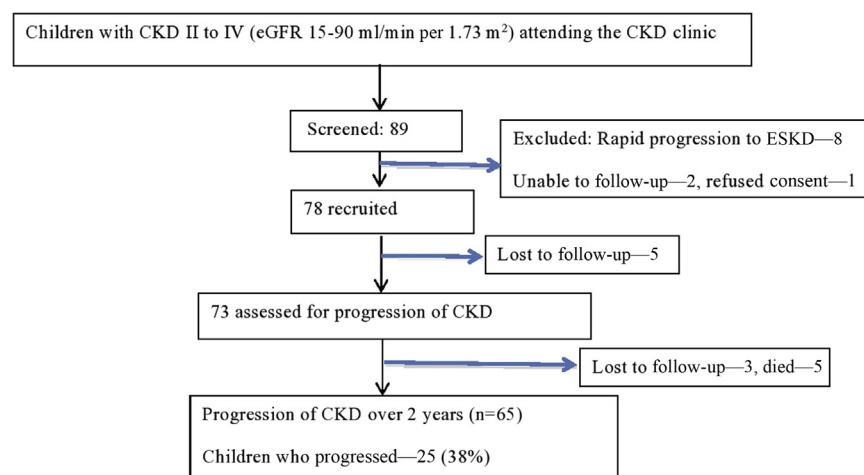 Children with CKD II to IV (eGFR 15-90 ml/min per 1.73 m²) attending the CKD clinic
Screened: 89
Excluded: Rapid progression to ESKD—8
Unable to follow-up—2, refused consent—1
78 recruited
Lost to follow-up—5
73 assessed for progression of CKD
Lost to follow-up—3, died—5
Progression of CKD over 2 years (n=65)
Children who progressed—25 (38%)